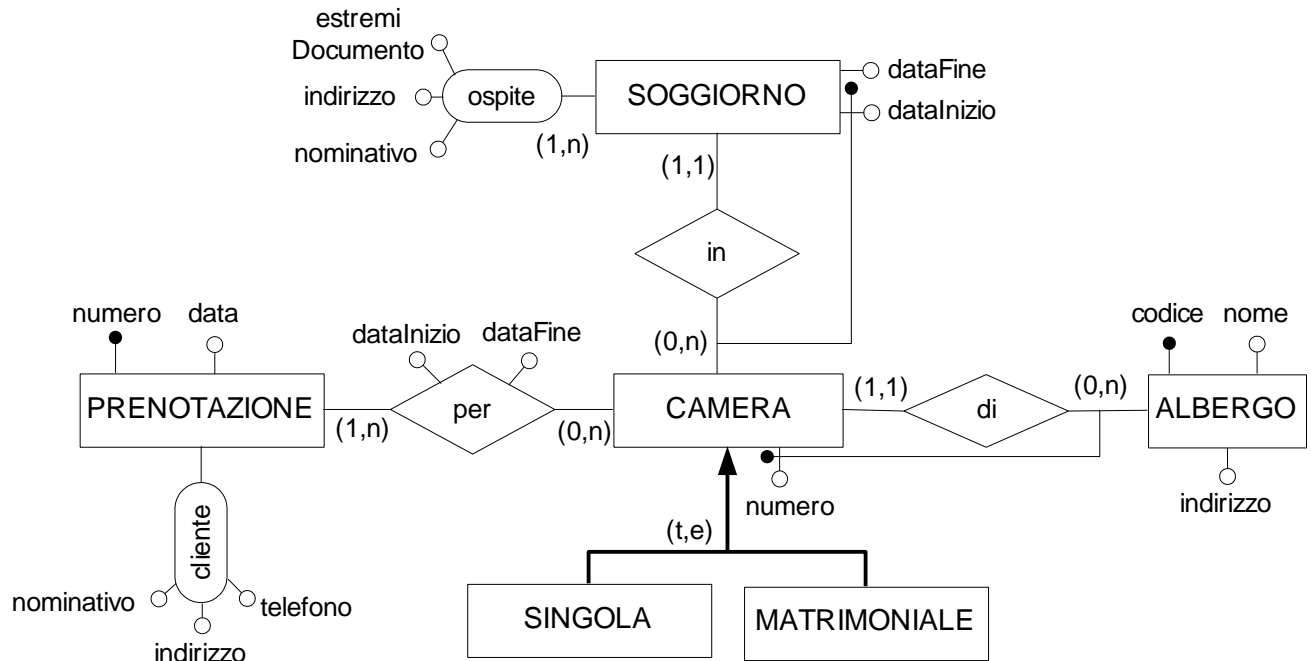 estremi
Documento
indirizzo
nominativo
ospite
(1,n)
SOGGIORNO
dataFine
dataInizio
(1,1)
in
(0,n)
numero
data
PRENOTAZIONE
(1,n)
dataInizio
dataFine
per
(0,n)
CAMERA
(1,1)
di
(0,n)
codice
nome
ALBERGO
indirizzo
numero
cliente
nominativo
telefono
indirizzo
(t,e)
SINGOLA
MATRIMONIALE